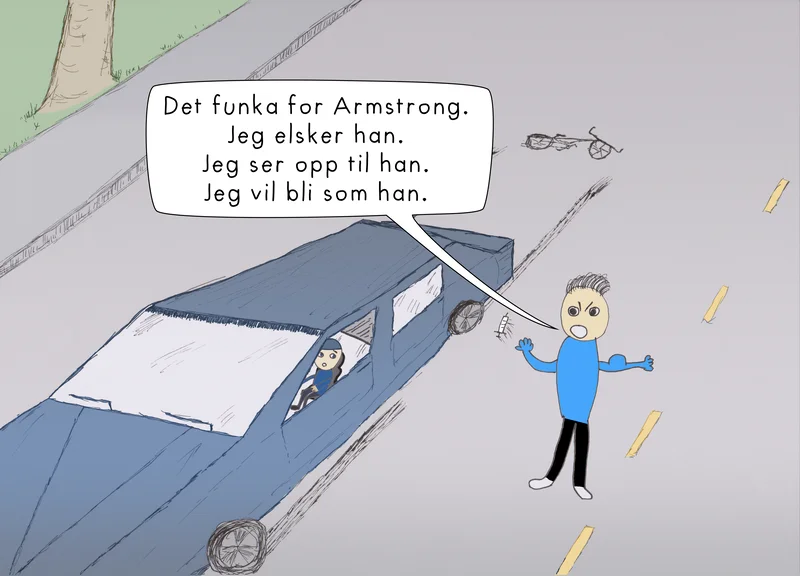 Det funka for Armstrong.
Jeg elsker han.
Jeg ser opp til han.
Jeg vil bli som han.